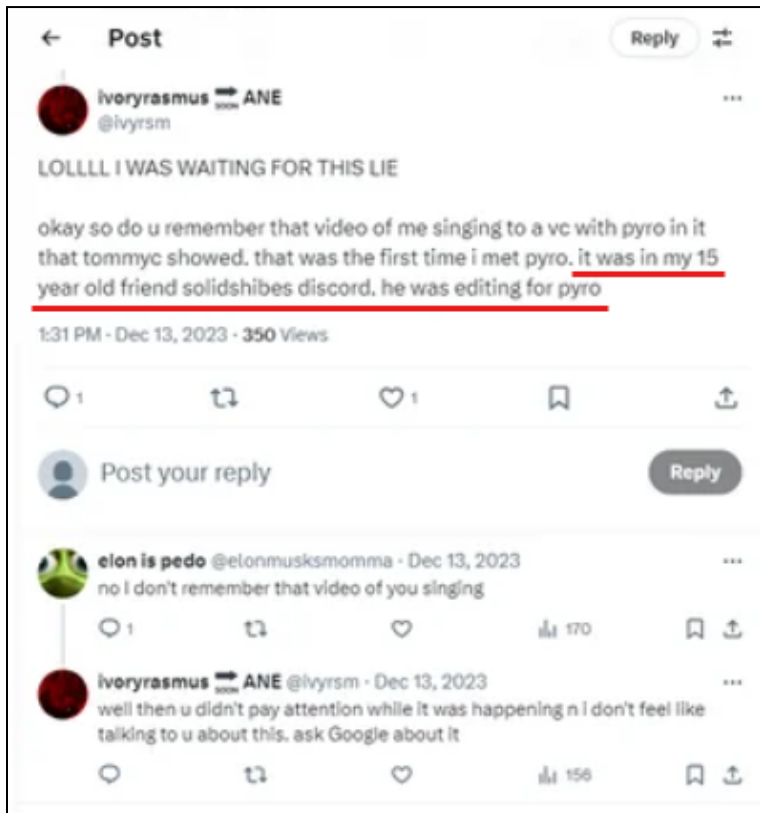 ← Post Reply
ivoryrasmus 🔜 ANE
@ivyrsm
LOLLLL I WAS WAITING FOR THIS LIE
okay so do u remember that video of me singing to a vc with pyro in it
that tommyc showed. that was the first time i met pyro. it was in my 15
year old friend solidshibes discord. he was editing for pyro
1:31 PM · Dec 13, 2023 · 350 Views
1 1
Post your reply Reply
elon is pedo @elonmusksmomma · Dec 13, 2023
no I don't remember that video of you singing
1 170
ivoryrasmus 🔜 ANE @ivyrsm · Dec 13, 2023
well then u didn't pay attention while it was happening n i don't feel like
talking to u about this. ask Google about it
156